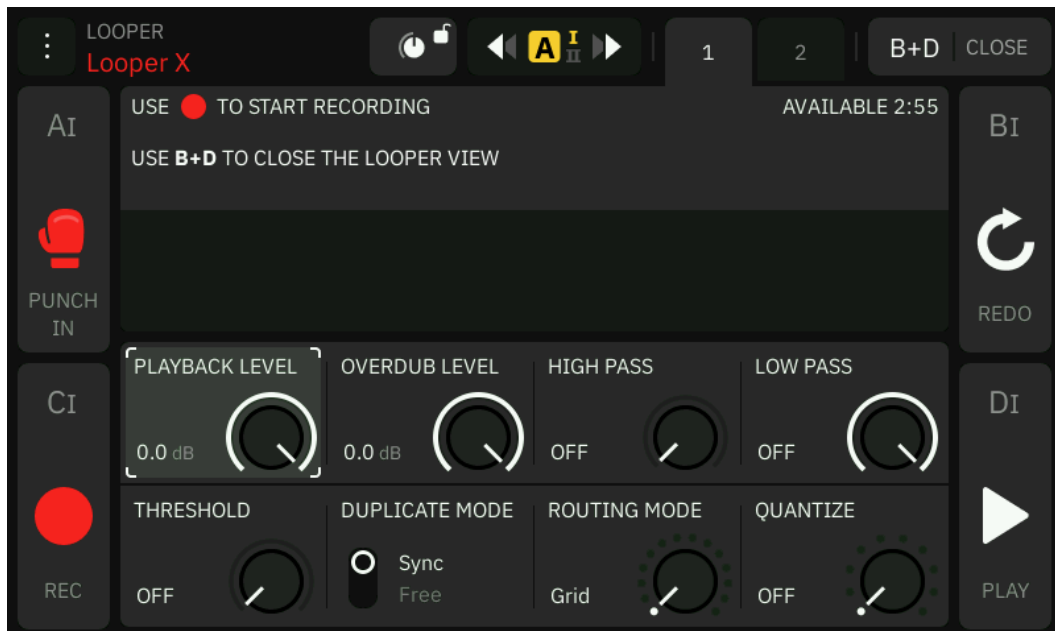 LOOPER
Looper X
A
I
II
1
2
B+D CLOSE
AI
PUNCH
IN
USE TO START RECORDING
AVAILABLE 2:55
USE B+D TO CLOSE THE LOOPER VIEW
BI
REDO
PLAYBACK LEVEL
0.0 dB
OVERDUB LEVEL
0.0 dB
HIGH PASS
OFF
LOW PASS
OFF
CI
REC
THRESHOLD
OFF
DUPLICATE MODE
Sync
Free
ROUTING MODE
Grid
QUANTIZE
OFF
DI
PLAY